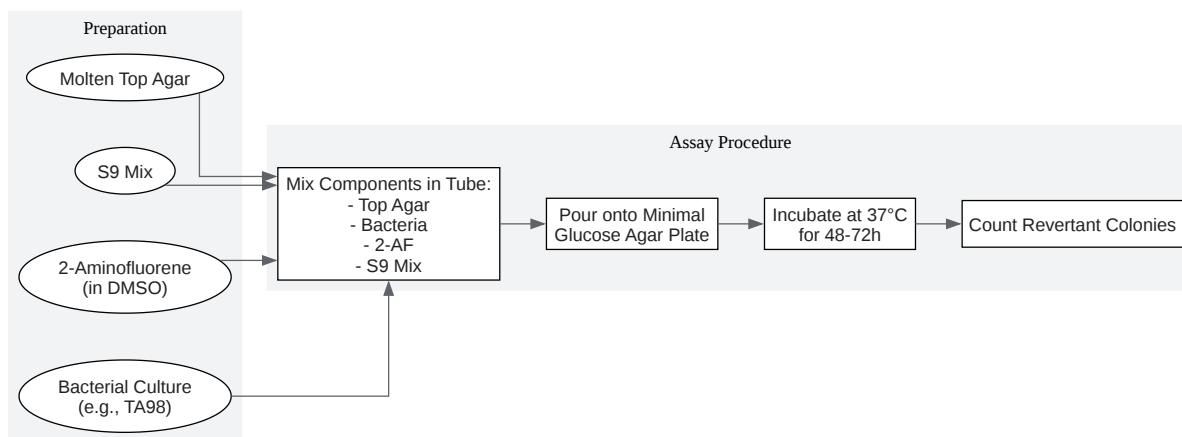 Preparation
Molten Top Agar
S9 Mix
2-Aminofluorene
(in DMSO)
Bacterial Culture
(e.g., TA98)
Assay Procedure
Mix Components in Tube:
- Top Agar
- Bacteria
- 2-AF
- S9 Mix
Pour onto Minimal
Glucose Agar Plate
Incubate at 37°C
for 48-72h
Count Revertant Colonies